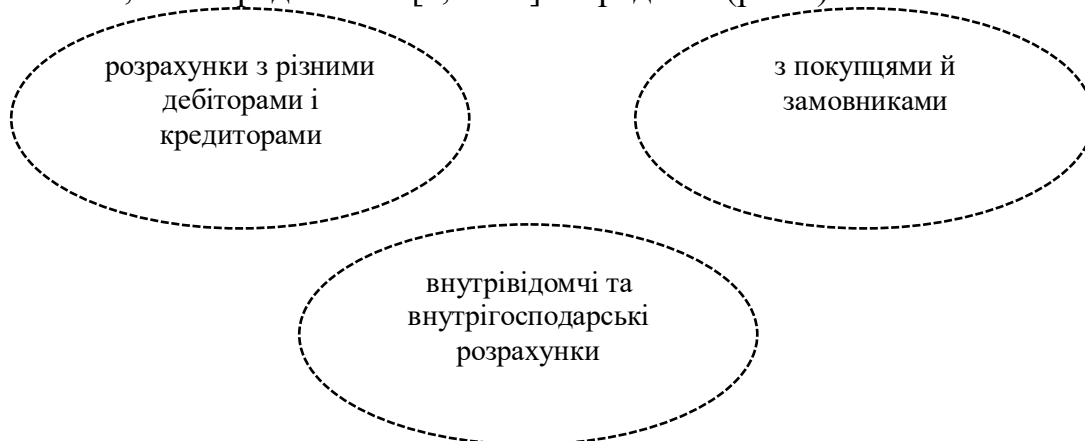 розрахунки з різними
дебіторами і
кредиторами
з покупцями й
замовниками
внутрівідомчі та
внутрігосподарські
розрахунки